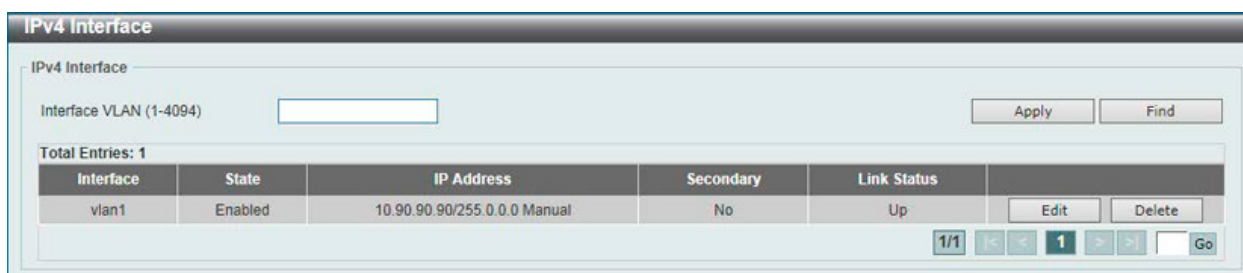 IPv4 Interface
IPv4 Interface
Interface VLAN (1-4094) Apply Find
Total Entries: 1
Interface State IP Address Secondary Link Status
vlan1 Enabled 10.90.90.90/255.0.0.0 Manual No Up Edit Delete
1/1 |< < 1 > >| Go